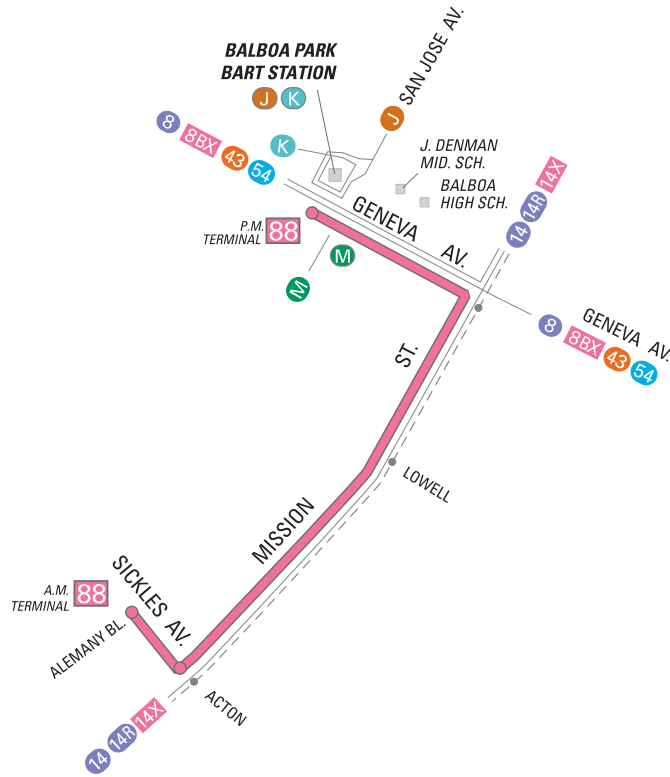 BALBOA PARK
BART STATION
J K
SAN JOSE AV.
J
8 8BX 43 54
K
J. DENMAN
MID. SCH.
BALBOA
HIGH SCH.
14 14R 14X
P.M.
TERMINAL
88
GENEVA AV.
M
M
8 8BX 43 54
GENEVA AV.
ST.
LOWELL
MISSION
SICKLES AV.
A.M.
TERMINAL
88
ALEMANY BL.
ACTON
14 14R 14X